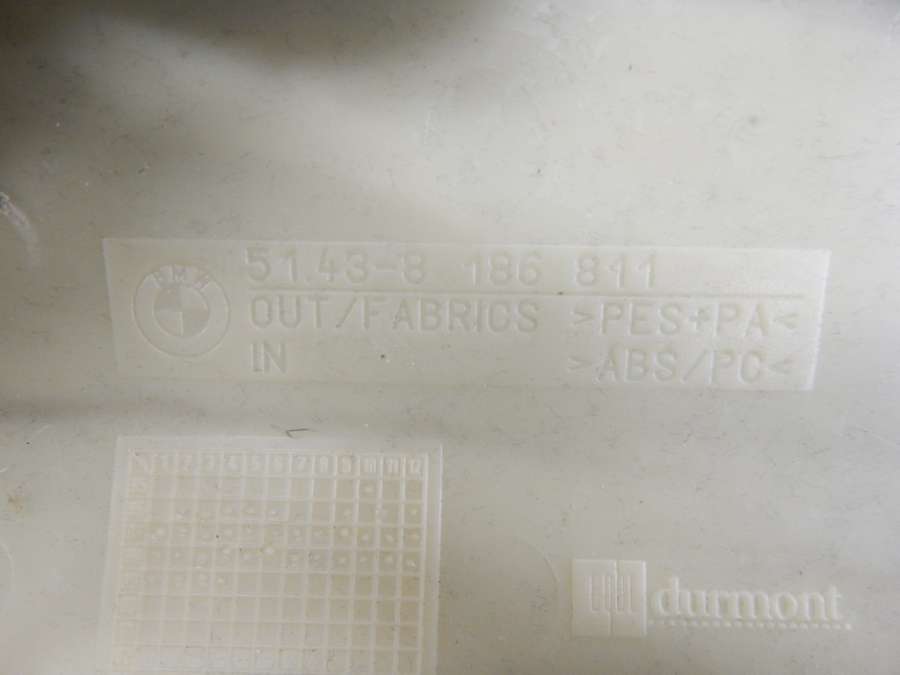 BMW
51.43-8 186 811
OUT/FABRICS >PES+PA<
IN >ABS/PC<
1 2 3 4 5 6 7 8 9 10 11 12
durmont